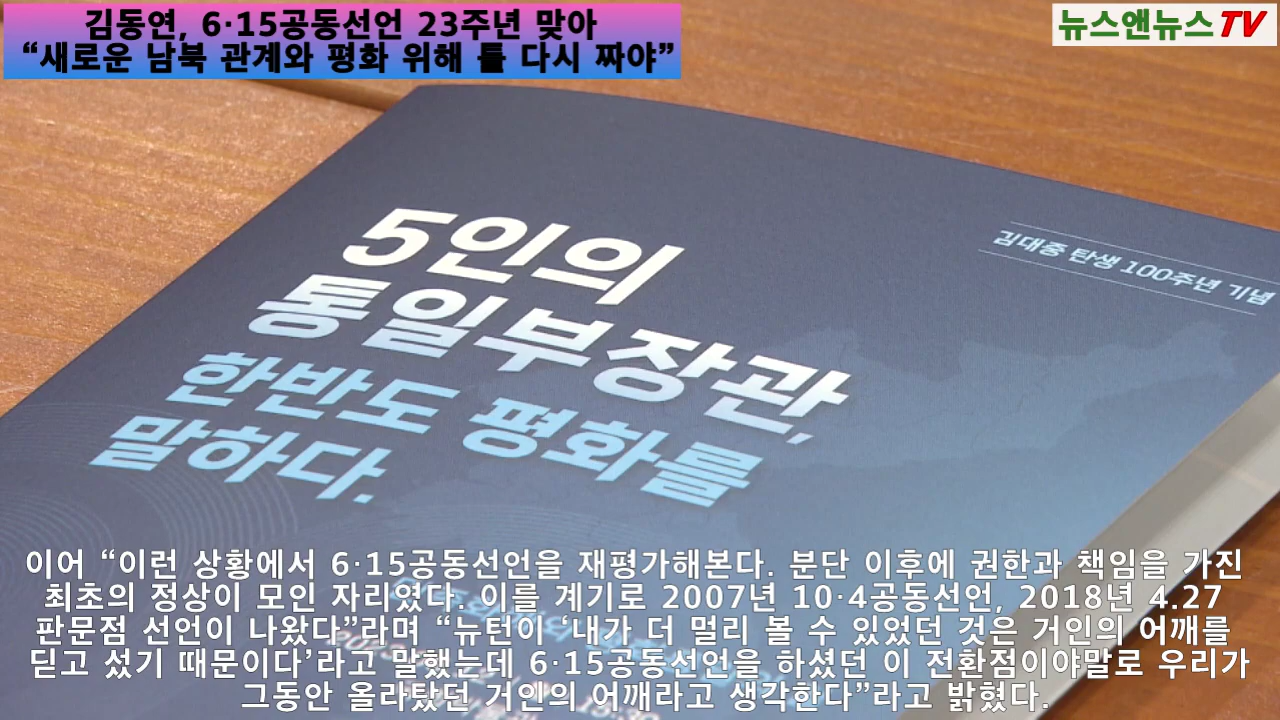 김동연, 6·15공동선언 23주년 맞아
“새로운 남북 관계와 평화 위해 틀 다시 짜야”
뉴스앤뉴스TV
김대중 탄생 100주년 기념
5인의
통일부장관,
한반도 평화를
말하다.
이어 “이런 상황에서 6·15공동선언을 재평가해본다. 분단 이후에 권한과 책임을 가진
최초의 정상이 모인 자리였다. 이를 계기로 2007년 10·4공동선언, 2018년 4.27
판문점 선언이 나왔다”라며 “뉴턴이 ‘내가 더 멀리 볼 수 있었던 것은 거인의 어깨를
딛고 섰기 때문이다’라고 말했는데 6·15공동선언을 하셨던 이 전환점이야말로 우리가
그동안 올라탔던 거인의 어깨라고 생각한다”라고 밝혔다.